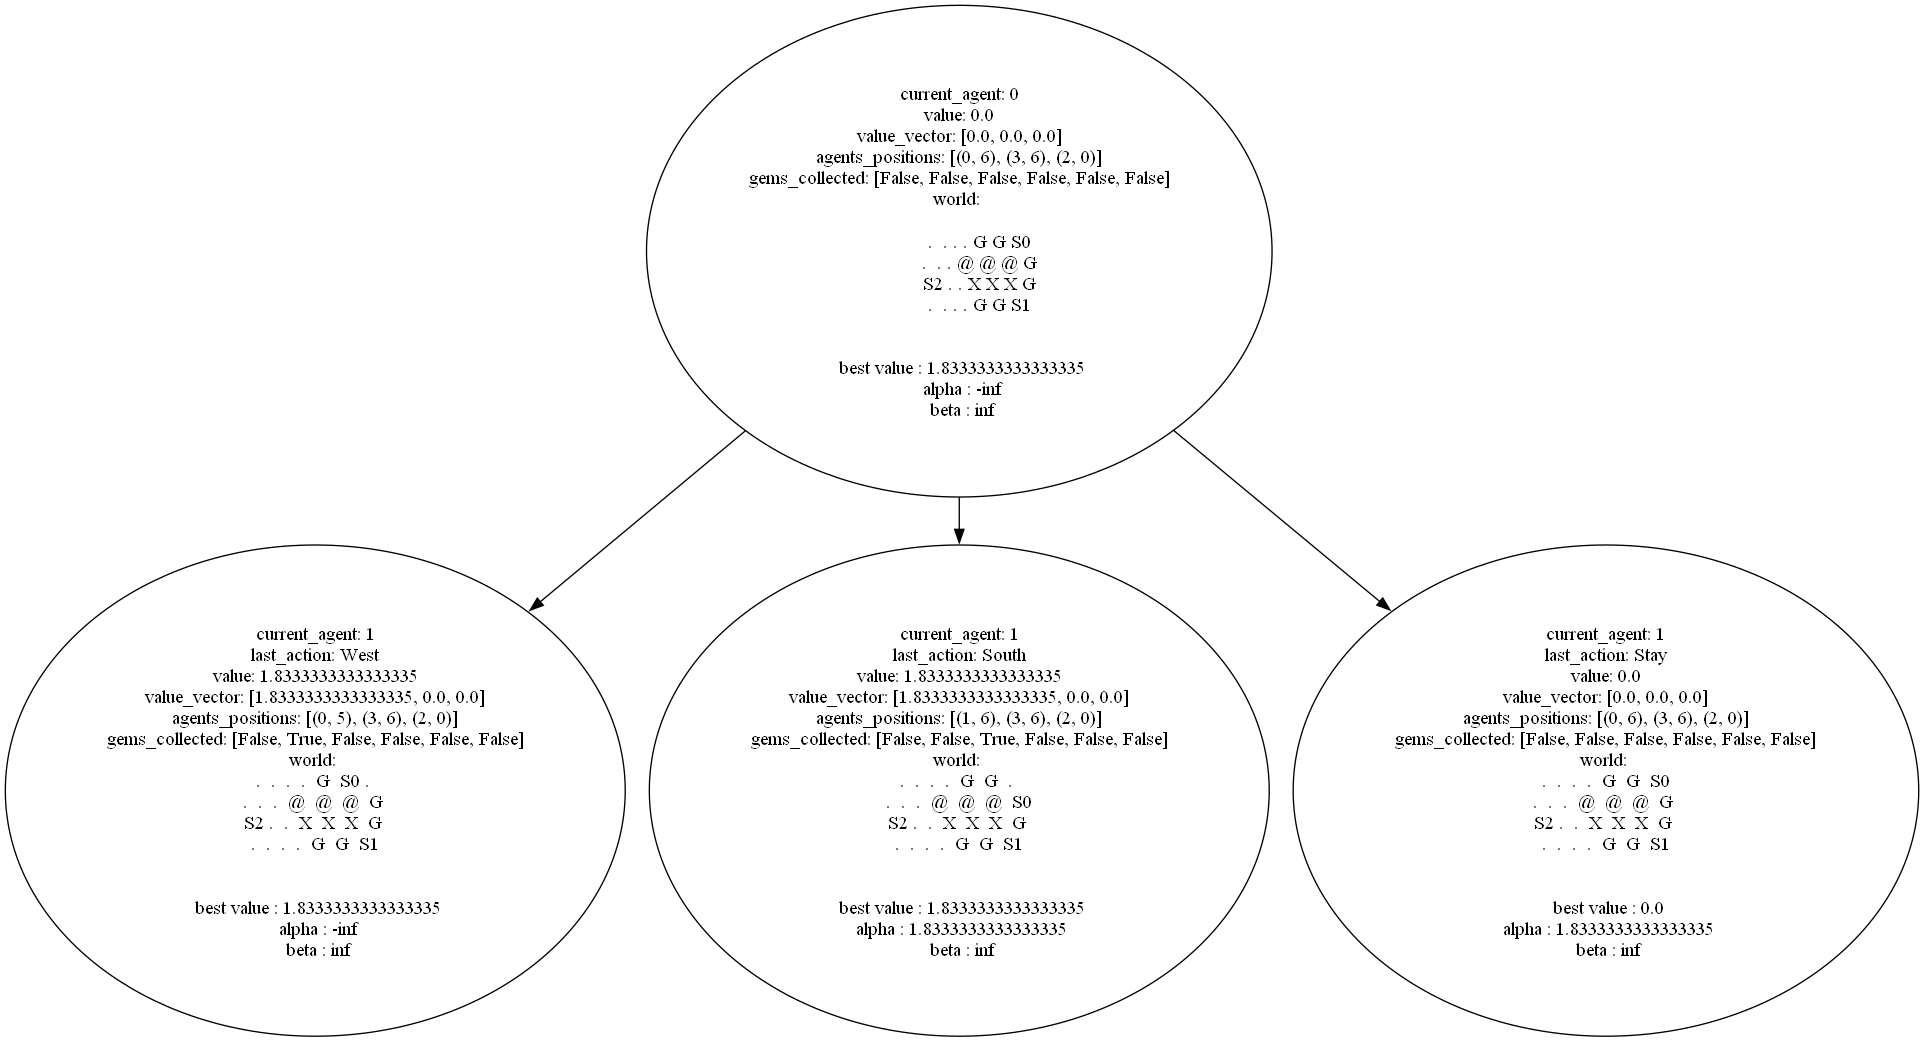 current_agent: 0
value: 0.0
value_vector: [0.0, 0.0, 0.0]
agents_positions: [(0, 6), (3, 6), (2, 0)]
gems_collected: [False, False, False, False, False, False]
world:
. . . . G G S0
. . . @ @ @ G
S2 . . X X X G
. . . . G G S1
best value : 1.8333333333333335
alpha : -inf
beta : inf
current_agent: 1
last_action: West
value: 1.8333333333333335
value_vector: [1.8333333333333335, 0.0, 0.0]
agents_positions: [(0, 5), (3, 6), (2, 0)]
gems_collected: [False, True, False, False, False, False]
world:
. . . . G S0 .
. . . @ @ @ G
S2 . . X X X G
. . . . G G S1
best value : 1.8333333333333335
alpha : -inf
beta : inf
current_agent: 1
last_action: South
value: 1.8333333333333335
value_vector: [1.8333333333333335, 0.0, 0.0]
agents_positions: [(1, 6), (3, 6), (2, 0)]
gems_collected: [False, False, True, False, False, False]
world:
. . . . G G .
. . . @ @ @ S0
S2 . . X X X G
. . . . G G S1
best value : 1.8333333333333335
alpha : 1.8333333333333335
beta : inf
current_agent: 1
last_action: Stay
value: 0.0
value_vector: [0.0, 0.0, 0.0]
agents_positions: [(0, 6), (3, 6), (2, 0)]
gems_collected: [False, False, False, False, False, False]
world:
. . . . G G S0
. . . @ @ @ G
S2 . . X X X G
. . . . G G S1
best value : 0.0
alpha : 1.8333333333333335
beta : inf